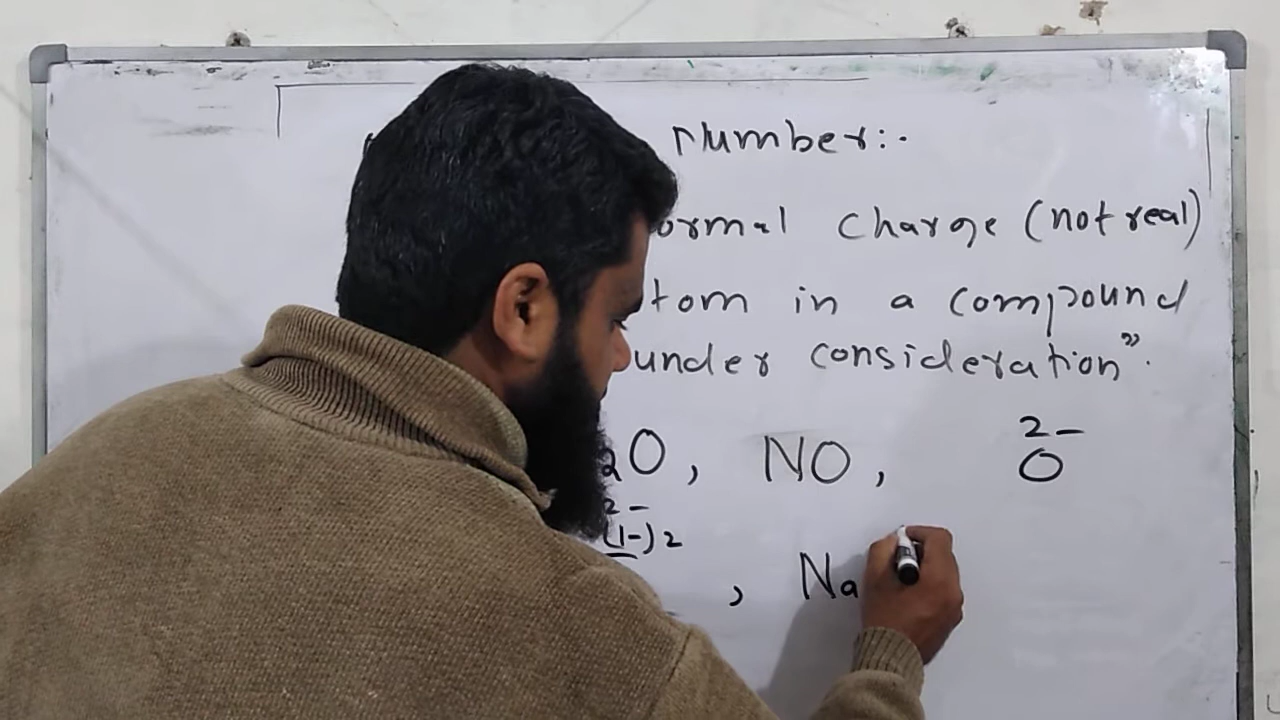 Number:-
ormal charge (not real)
tom in a compound
under consideration”.
₂O, NO, O²⁻
2-
(1-)2
, Na